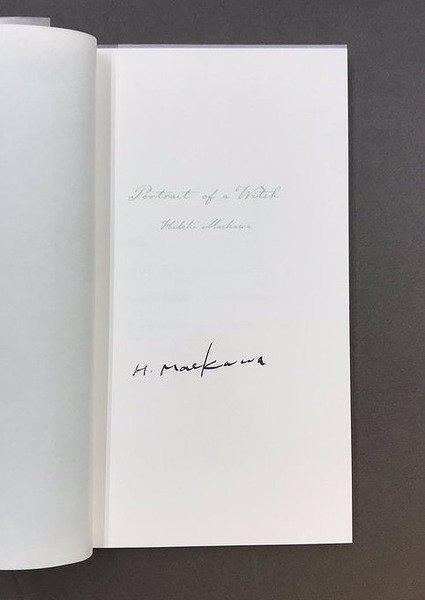 Portrait of a Witch
Hideki Maekawa
H. Maekawa